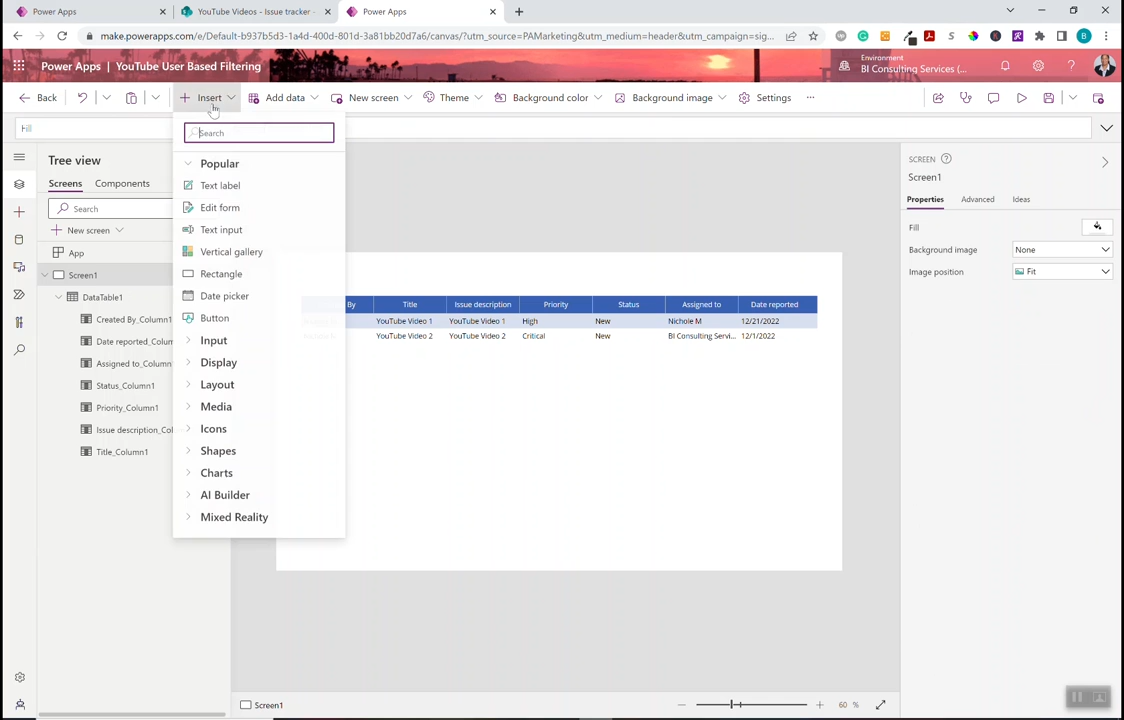 Power Apps
YouTube Videos - Issue tracker -
Power Apps
make.powerapps.com/e/Default-b937b5d3-1a4d-400d-801d-3a81bb20d7a6/canvas/?utm_source=PAMarketing&utm_medium=header&utm_campaign=sig...
Power Apps | YouTube User Based Filtering
Environment
BI Consulting Services (...
Back
Insert
Add data
New screen
Theme
Background color
Background image
Settings
Fill
Search
Popular
Text label
Edit form
Text input
Vertical gallery
Rectangle
Date picker
Button
Input
Display
Layout
Media
Icons
Shapes
Charts
AI Builder
Mixed Reality
Tree view
Screens Components
Search
New screen
App
Screen1
DataTable1
Created By_Column1
Date reported_Colum
Assigned to_Column1
Status_Column1
Priority_Column1
Issue description_Col
Title_Column1
By Title Issue description Priority Status Assigned to Date reported
YouTube Video 1 YouTube Video 1 High New Nichole M 12/21/2022
YouTube Video 2 YouTube Video 2 Critical New BI Consulting Servi... 12/1/2022
SCREEN
Screen1
Properties Advanced Ideas
Fill
Background image None
Image position Fit
Screen1
60 %